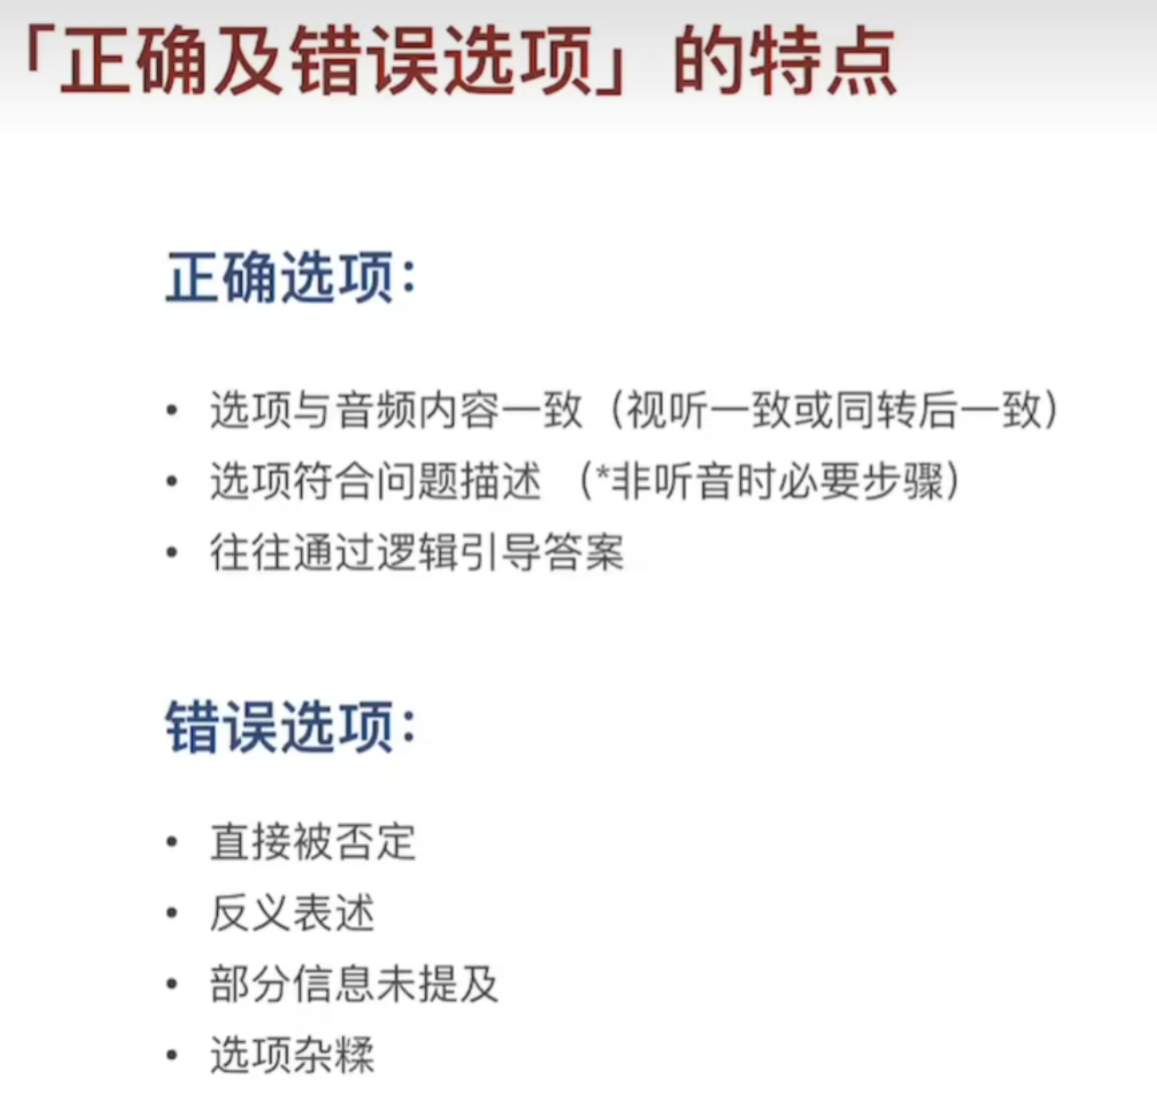 「正确及错误选项」的特点
正确选项：
• 选项与音频内容一致（视听一致或同转后一致）
• 选项符合问题描述 （*非听音时必要步骤）
• 往往通过逻辑引导答案
错误选项：
• 直接被否定
• 反义表述
• 部分信息未提及
• 选项杂糅